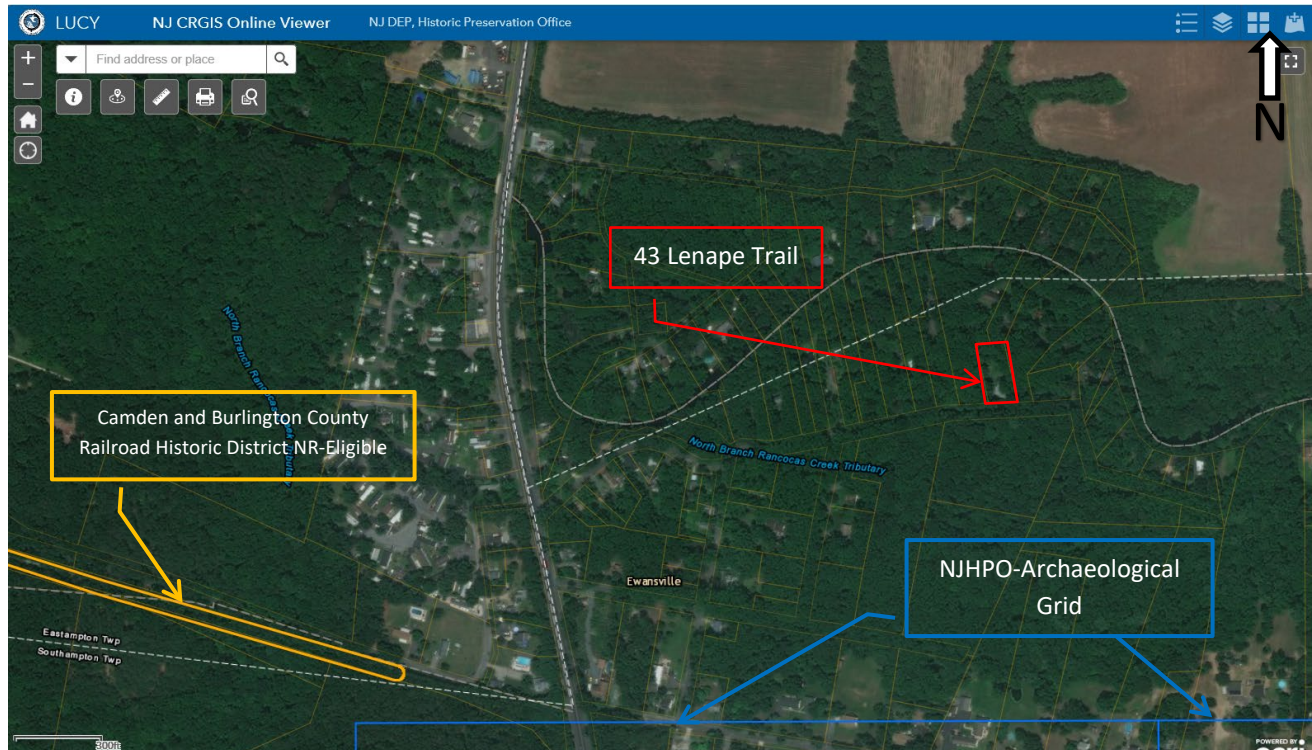 LUCY NJ CRGIS Online Viewer NJ DEP, Historic Preservation Office
+
Find address or place
−
N
43 Lenape Trail
North Branch Rancocas Creek Tributary
Camden and Burlington County
Railroad Historic District NR-Eligible
North Branch Rancocas Creek Tributary
NJHPO-Archaeological
Grid
Ewansville
Eastampton Twp
Southampton Twp
300ft
POWERED BY
esri